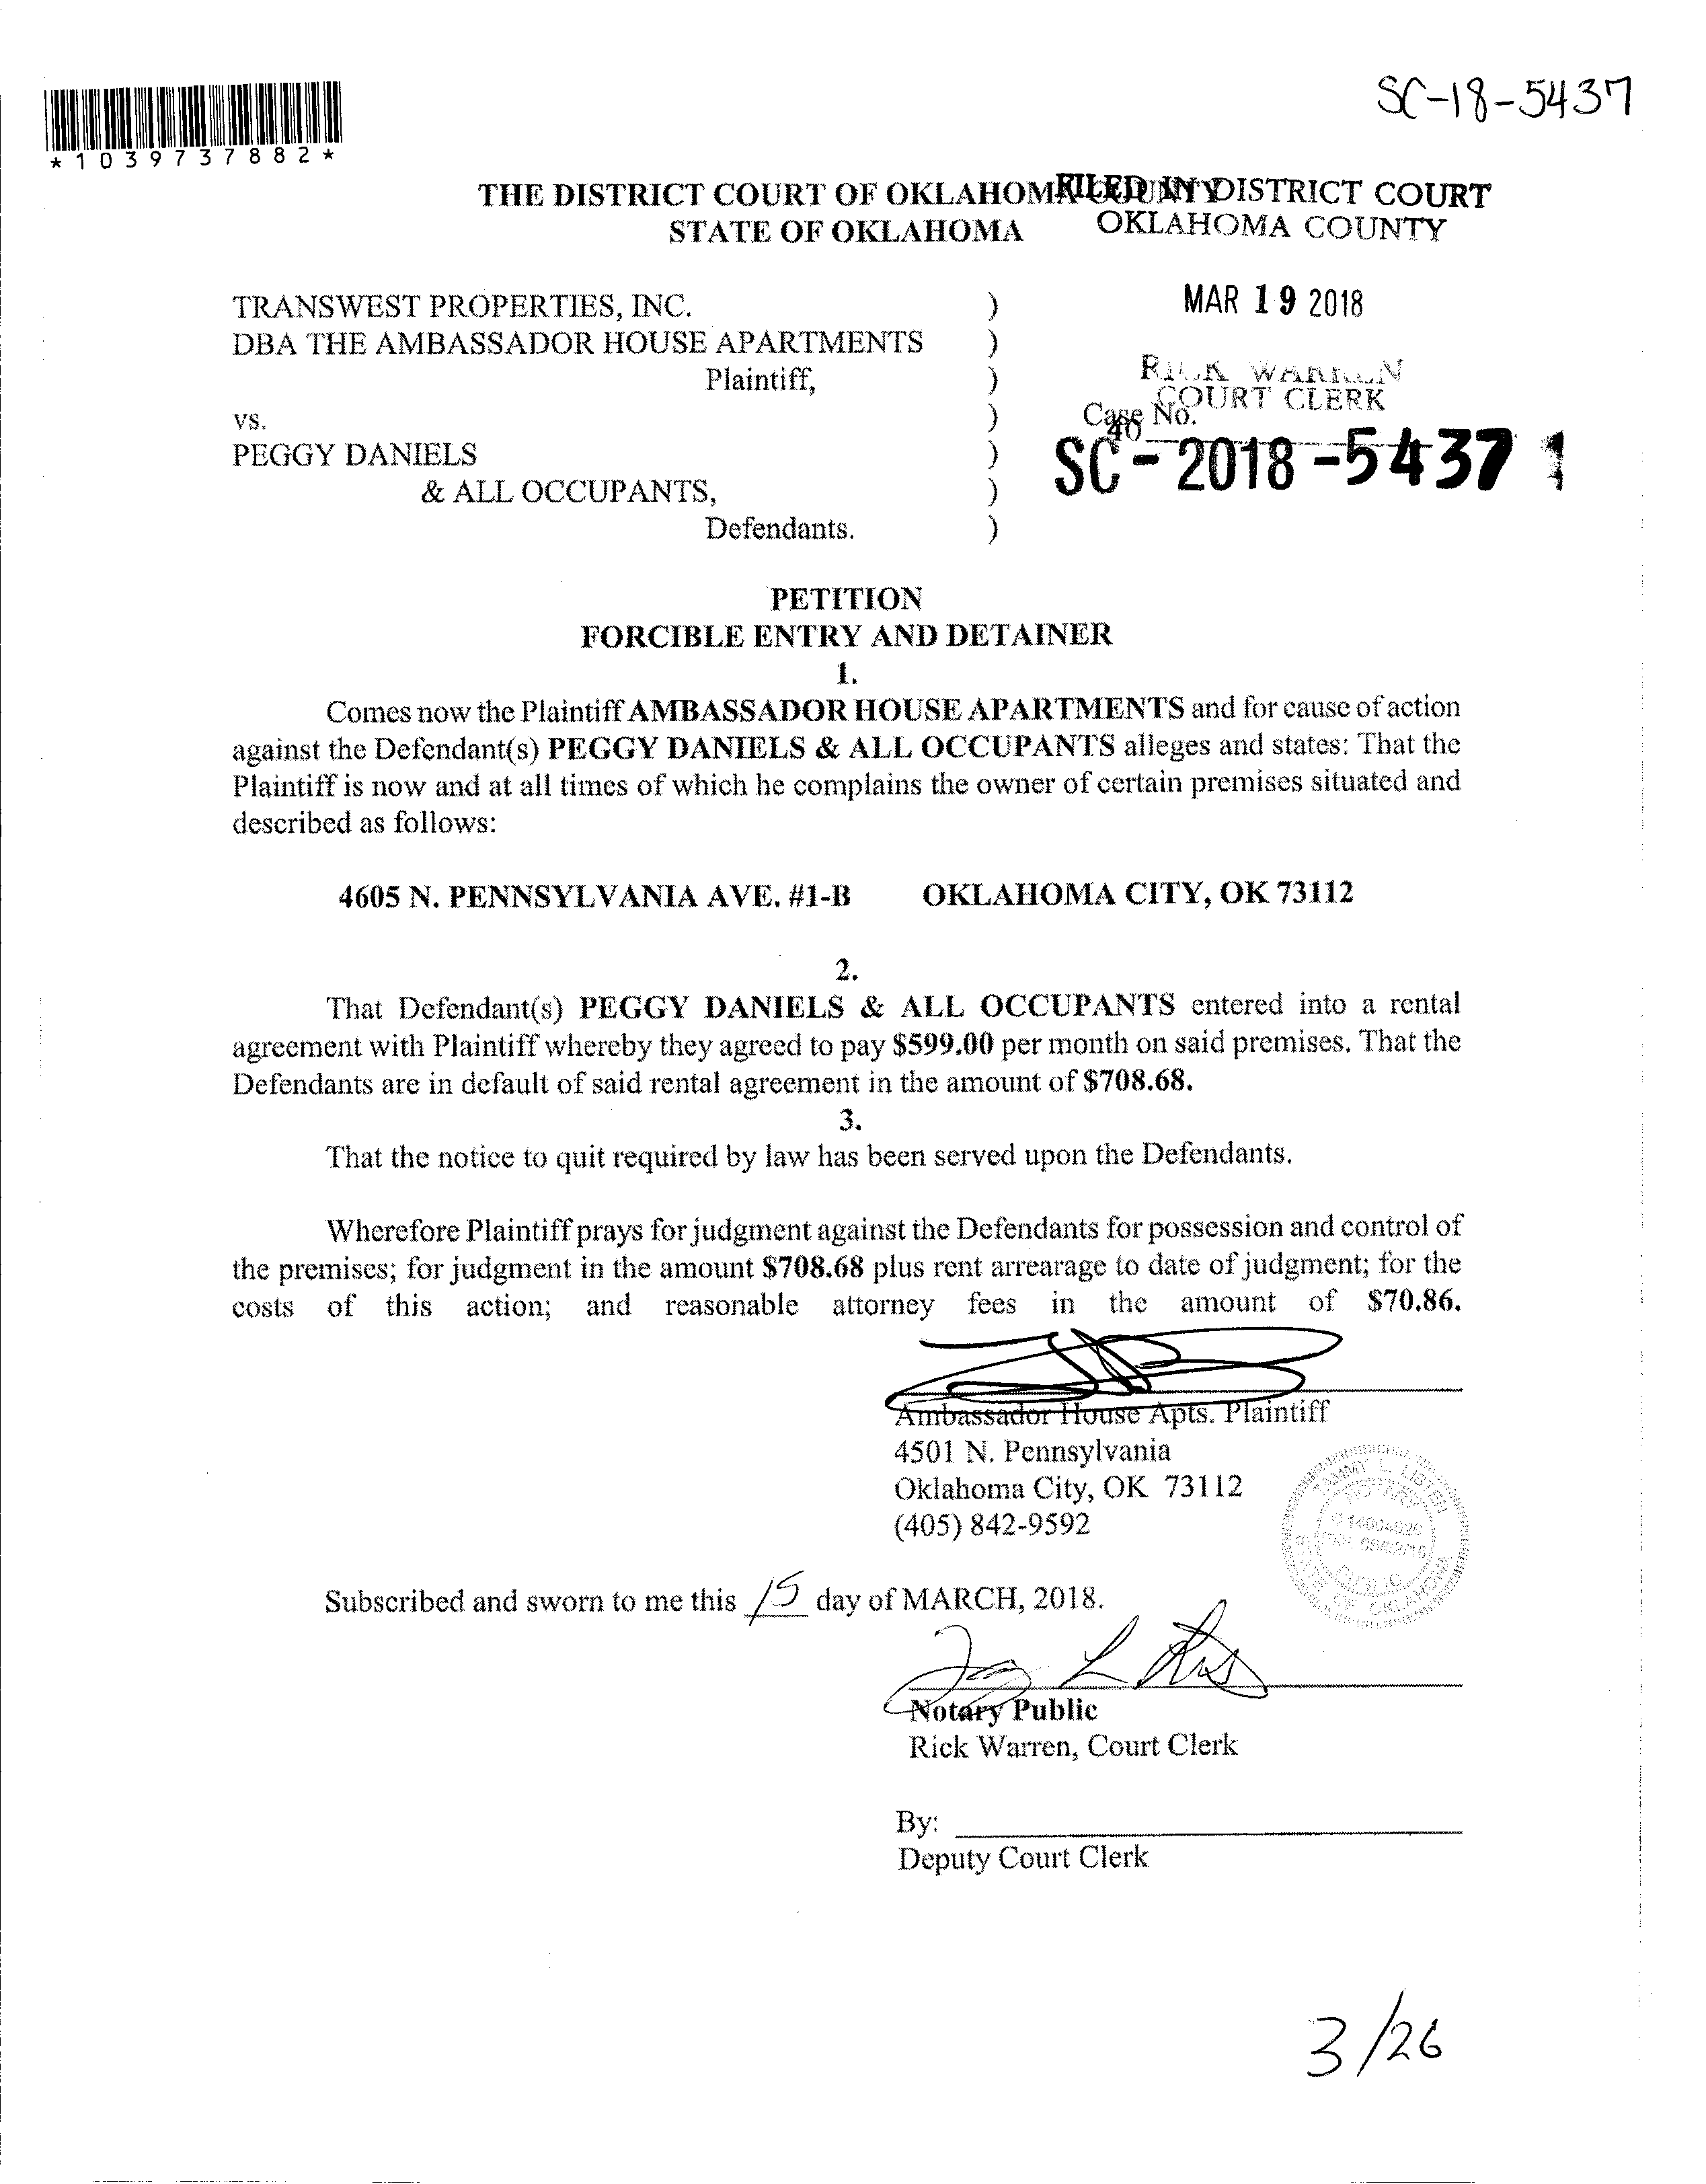 SC-18-5437
*1039737882*
THE DISTRICT COURT OF OKLAHOMA COUNTY
STATE OF OKLAHOMA
FILED IN DISTRICT COURT
OKLAHOMA COUNTY
MAR 19 2018
RICK WARREN
COURT CLERK
40
TRANSWEST PROPERTIES, INC. )
DBA THE AMBASSADOR HOUSE APARTMENTS )
Plaintiff, )
vs. ) Case No.
PEGGY DANIELS ) SC - 2018 - 5437 1
& ALL OCCUPANTS, )
Defendants. )
PETITION
FORCIBLE ENTRY AND DETAINER
1.
Comes now the Plaintiff AMBASSADOR HOUSE APARTMENTS and for cause of action
against the Defendant(s) PEGGY DANIELS & ALL OCCUPANTS alleges and states: That the
Plaintiff is now and at all times of which he complains the owner of certain premises situated and
described as follows:
4605 N. PENNSYLVANIA AVE. #1-B OKLAHOMA CITY, OK 73112
2.
That Defendant(s) PEGGY DANIELS & ALL OCCUPANTS entered into a rental
agreement with Plaintiff whereby they agreed to pay $599.00 per month on said premises. That the
Defendants are in default of said rental agreement in the amount of $708.68.
3.
That the notice to quit required by law has been served upon the Defendants.
Wherefore Plaintiff prays for judgment against the Defendants for possession and control of
the premises; for judgment in the amount $708.68 plus rent arrearage to date of judgment; for the
costs of this action; and reasonable attorney fees in the amount of $70.86.
Ambassador House Apts. Plaintiff
4501 N. Pennsylvania
Oklahoma City, OK 73112
(405) 842-9592
TAMMY L.
NOTARY
PUBLIC
STATE OF OKLAHOMA
Subscribed and sworn to me this 15 day of MARCH, 2018.
Notary Public
Rick Warren, Court Clerk
By:
Deputy Court Clerk
3/26